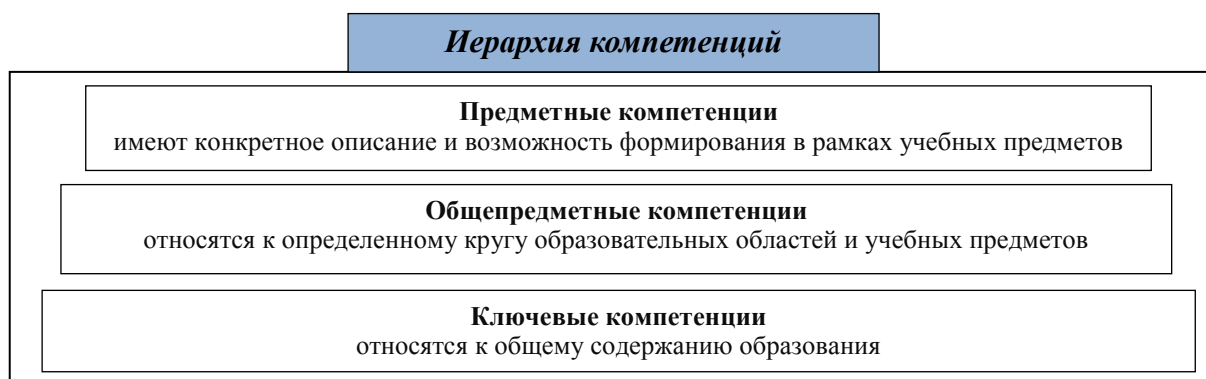 Иерархия компетенций
Предметные компетенции
имеют конкретное описание и возможность формирования в рамках учебных предметов
Общепредметные компетенции
относятся к определенному кругу образовательных областей и учебных предметов
Ключевые компетенции
относятся к общему содержанию образования